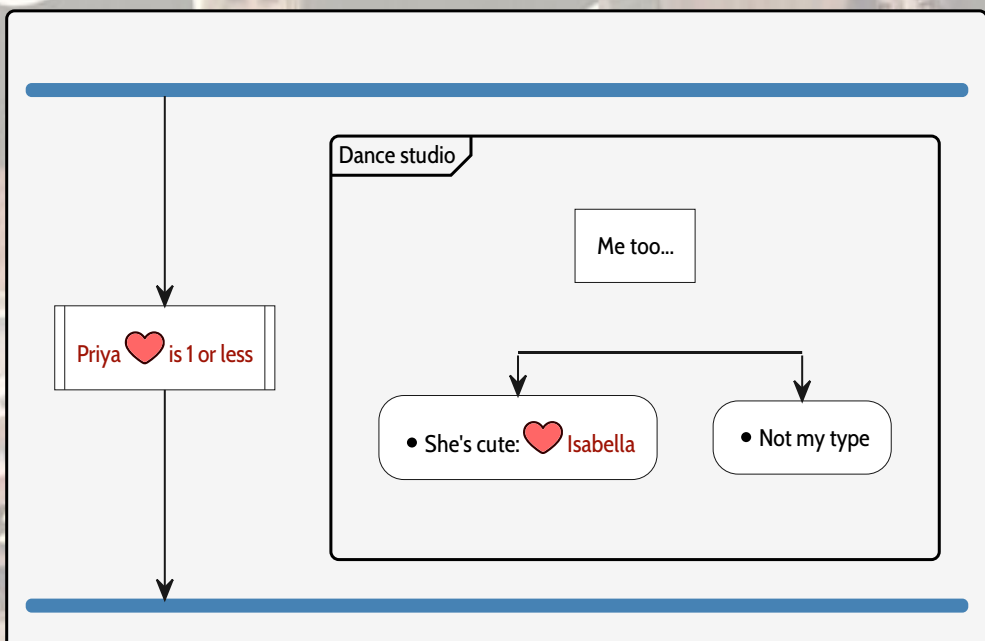 Dance studio
Me too...
Priya is 1 or less
• She's cute: Isabella
• Not my type